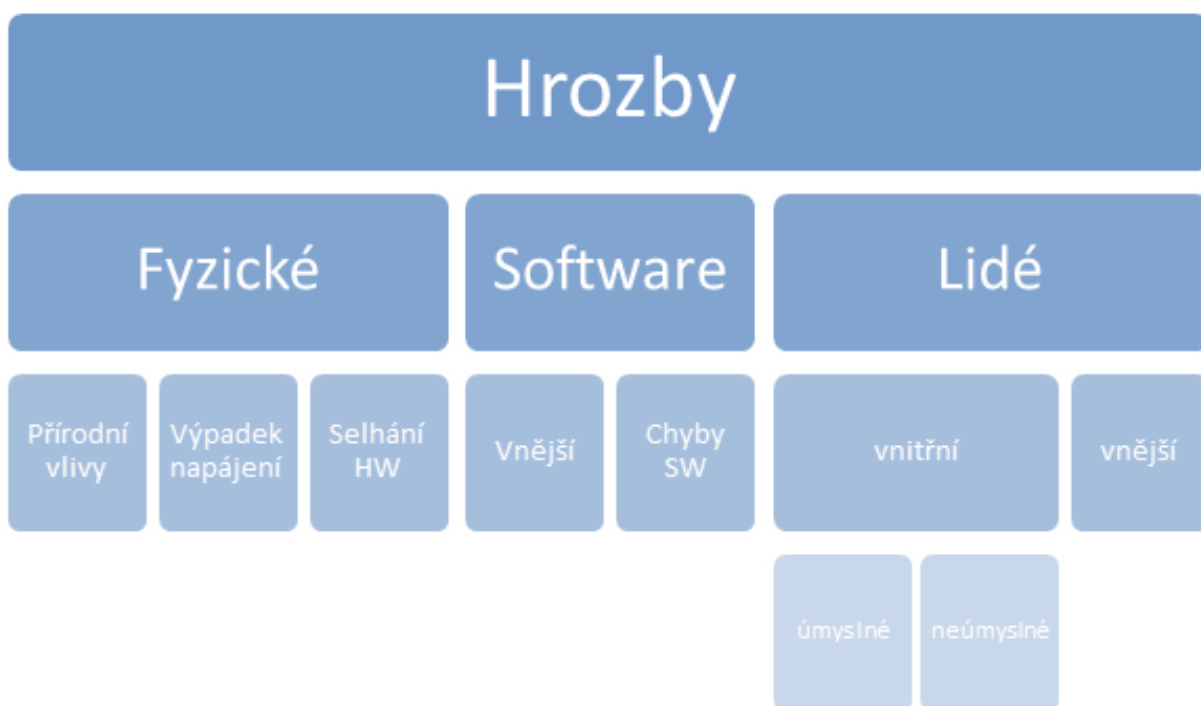 Hrozby
Fyzické
Software
Lidé
Přírodní
vlivy
Výpadek
napájení
Selhání
HW
Vnější
Chyby
SW
vnitřní
vnější
úmyslné
neúmyslné